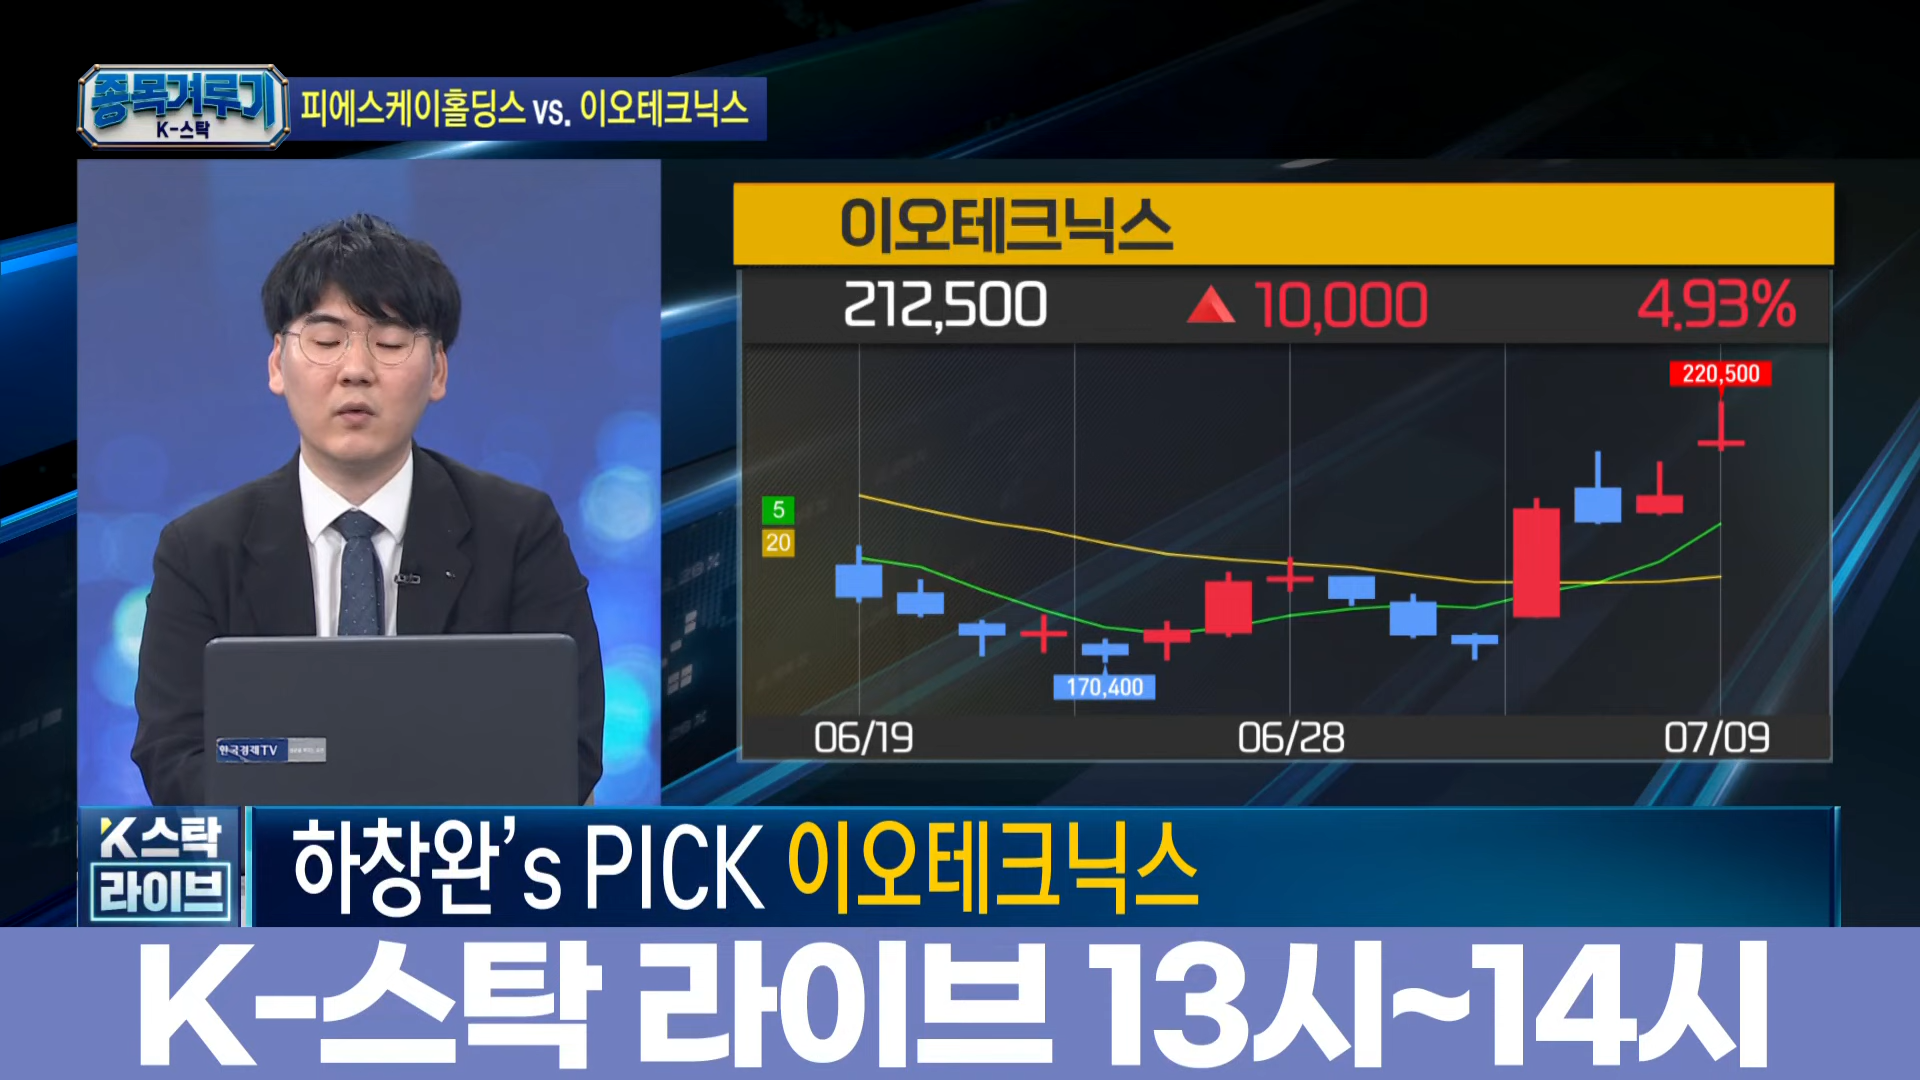 종목겨루기
K-스탁
피에스케이홀딩스 vs. 이오테크닉스
이오테크닉스
212,500 ▲ 10,000 4.93%
220,500
5
20
170,400
06/19 06/28 07/09
한국경제TV
K스탁
라이브
하창완's PICK 이오테크닉스
K-스탁 라이브 13시~14시